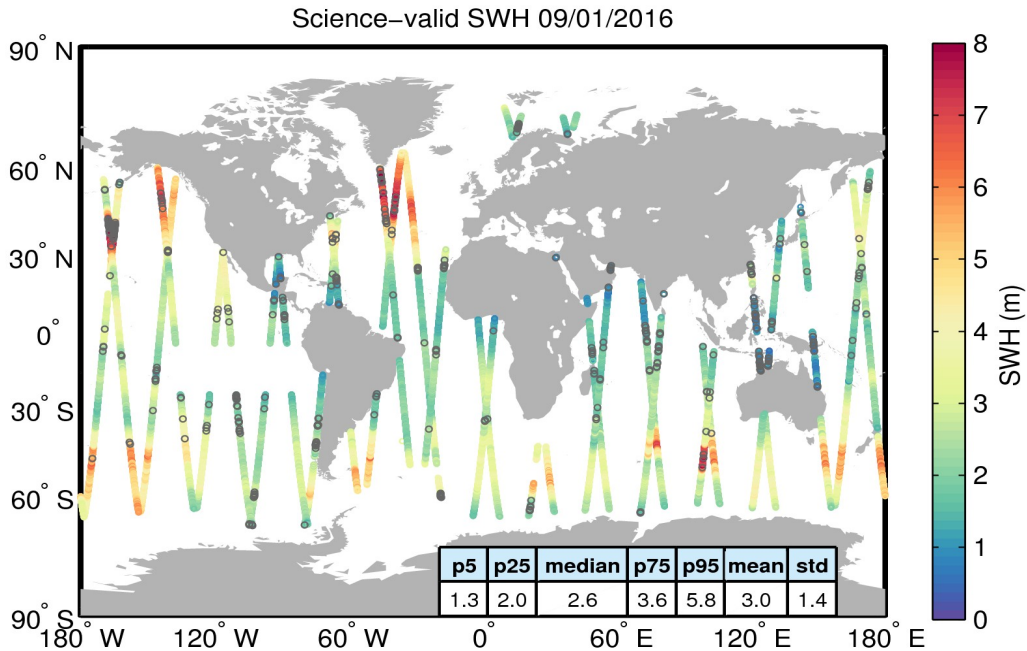 Science−valid SWH 09/01/2016
90° N
60° N
30° N
0°
30° S
60° S
90° S
180° W
120° W
60° W
0°
60° E
120° E
180° E
p5 p25 median p75 p95 mean std
1.3 2.0 2.6 3.6 5.8 3.0 1.4
8
7
6
5
4
3
2
1
0
SWH (m)